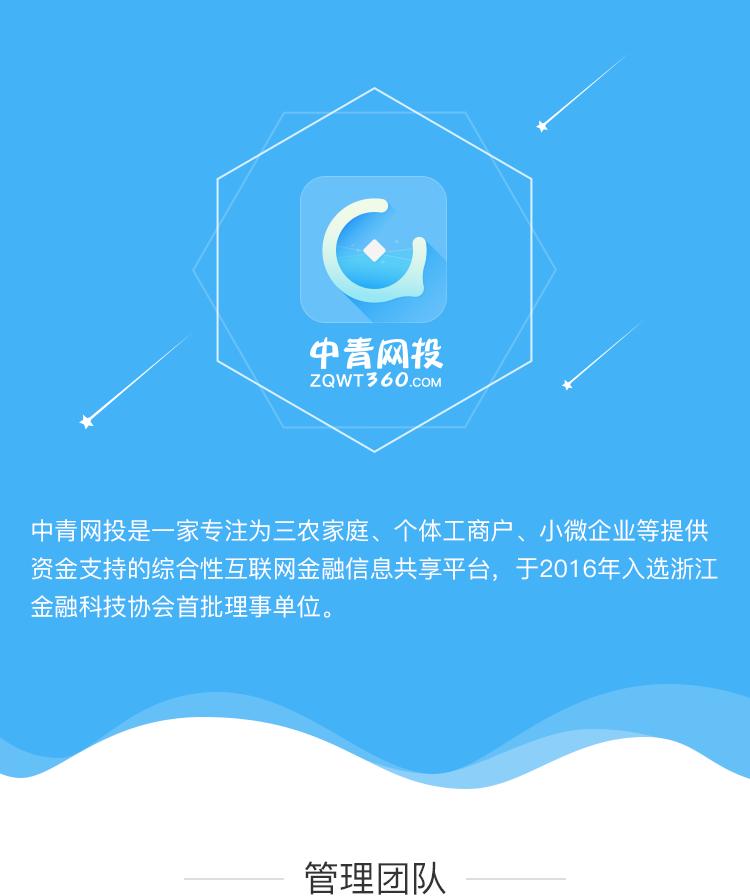 中青网投
ZQWT360.COM
中青网投是一家专注为三农家庭、个体工商户、小微企业等提供
资金支持的综合性互联网金融信息共享平台，于2016年入选浙江
金融科技协会首批理事单位。
管理团队